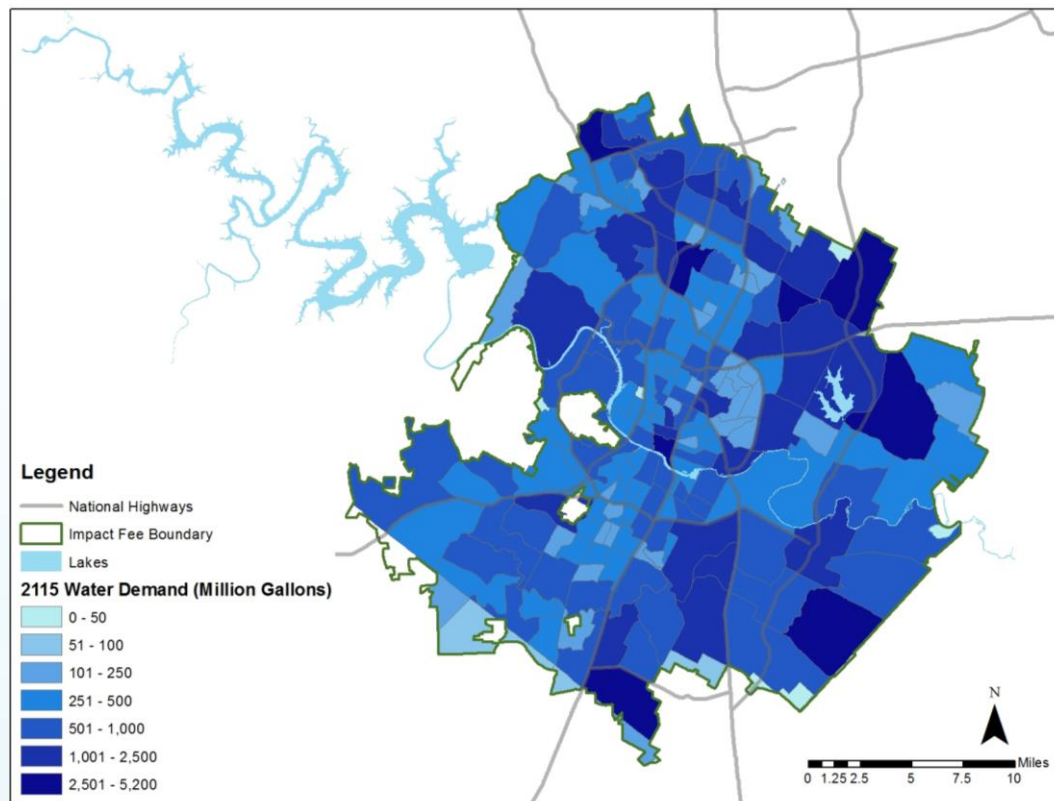 Legend
National Highways
Impact Fee Boundary
Lakes
2115 Water Demand (Million Gallons)
0 - 50
51 - 100
101 - 250
251 - 500
501 - 1,000
1,001 - 2,500
2,501 - 5,200
N
Miles
0 1.25 2.5 5 7.5 10